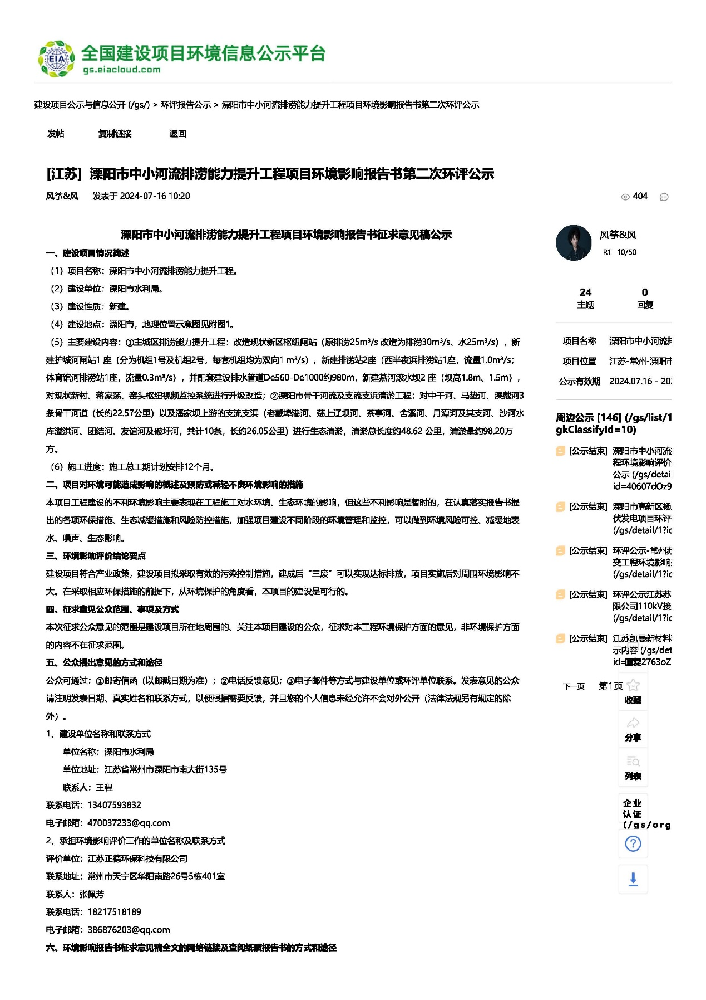 EIA
全国建设项目环境信息公示平台
gs.eiacloud.com
建设项目公示与信息公开 (/gs/) > 环评报告公示 > 溧阳市中小河流排涝能力提升工程项目环境影响报告书第二次环评公示
发帖 复制链接 返回
[江苏] 溧阳市中小河流排涝能力提升工程项目环境影响报告书第二次环评公示
风筝&风 发表于 2024-07-16 10:20
404
溧阳市中小河流排涝能力提升工程项目环境影响报告书征求意见稿公示
一、建设项目情况简述
（1）项目名称：溧阳市中小河流排涝能力提升工程。
（2）建设单位：溧阳市水利局。
（3）建设性质：新建。
（4）建设地点：溧阳市，地理位置示意图见附图1。
（5）主要建设内容：①主城区排涝能力提升工程：改造现状新区枢纽闸站（原排涝25m³/s 改造为排涝30m³/s、水25m³/s），新
建护城河闸站1 座（分为机组1号及机组2号，每套机组均为双向1 m³/s），新建排涝站2座（西半夜浜排涝站1座，流量1.0m³/s；
体育馆河排涝站1座，流量0.3m³/s），并配套建设排水管道De560-De1000约980m，新建燕河滚水坝2 座（坝高1.8m、1.5m），
对现状新村、蒋家荡、窑头枢纽视频监控系统进行升级改造；②溧阳市骨干河流及支流支浜清淤工程：对中干河、马垫河、溧戴河3
条骨干河道（长约22.57公里）以及潘家坝上游的支流支浜（老戴埠港河、荡上辽坝河、茶亭河、舍溪河、月潭河及其支河、沙河水
库溢洪河、团结河、友谊河及破圩河，共计10条，长约26.05公里）进行生态清淤，清淤总长度约48.62 公里，清淤量约98.20万
方。
（6）施工进度：施工总工期计划安排12个月。
二、项目对环境可能造成影响的概述及预防或减轻不良环境影响的措施
本项目工程建设的不利环境影响主要表现在工程施工对水环境、生态环境的影响，但这些不利影响是暂时的，在认真落实报告书提
出的各项环保措施、生态减缓措施和风险防控措施，加强项目建设不同阶段的环境管理和监控，可以做到环境风险可控、减缓地表
水、噪声、生态影响。
三、环境影响评价结论要点
建设项目符合产业政策，建设项目拟采取有效的污染控制措施，建成后“三废”可以实现达标排放，项目实施后对周围环境影响不
大。在采取相应环保措施的前提下，从环境保护的角度看，本项目的建设是可行的。
四、征求意见公众范围、事项及方式
本次征求公众意见的范围是建设项目所在地周围的、关注本项目建设的公众，征求对本工程环境保护方面的意见，非环境保护方面
的内容不在征求范围。
五、公众提出意见的方式和途径
公众可通过：①邮寄信函（以邮戳日期为准）；②电话反馈意见；③电子邮件等方式与建设单位或环评单位联系。发表意见的公众
请注明发表日期、真实姓名和联系方式，以便根据需要反馈，并且您的个人信息未经允许不会对外公开（法律法规另有规定的除
外）。
1、建设单位名称和联系方式
单位名称：溧阳市水利局
单位地址：江苏省常州市溧阳市南大街135号
联系人：王程
联系电话：13407593832
电子邮箱：470037233@qq.com
2、承担环境影响评价工作的单位名称及联系方式
评价单位：江苏正德环保科技有限公司
联系地址：常州市天宁区华阳南路26号5栋401室
联系人：张佩芳
联系电话：18217518189
电子邮箱：386876203@qq.com
六、环境影响报告书征求意见稿全文的网络链接及查阅纸质报告书的方式和途径
风筝&风
R1 10/50
24 0
主题 回复
项目名称 溧阳市中小河流排
项目位置 江苏-常州-溧阳市
公示有效期 2024.07.16 - 202
周边公示 [146] (/gs/list/1
gkClassifyId=10)
[公示结束] 溧阳市中小河流
程环境影响评价
公示 (/gs/detail
id=40607dOz9
[公示结束] 溧阳市高新区杨
伏发电项目环评
(/gs/detail/1?id
[公示结束] 环评公示-常州苏
变工程环境影响
(/gs/detail/1?id
[公示结束] 环评公示江苏苏
限公司110kV接
(/gs/detail/1?id
[公示结束] 江苏凯曼新材料
示内容 (/gs/det
回复
下一页 第1页
收藏
分享
列表
企业
认证
(/gs/org